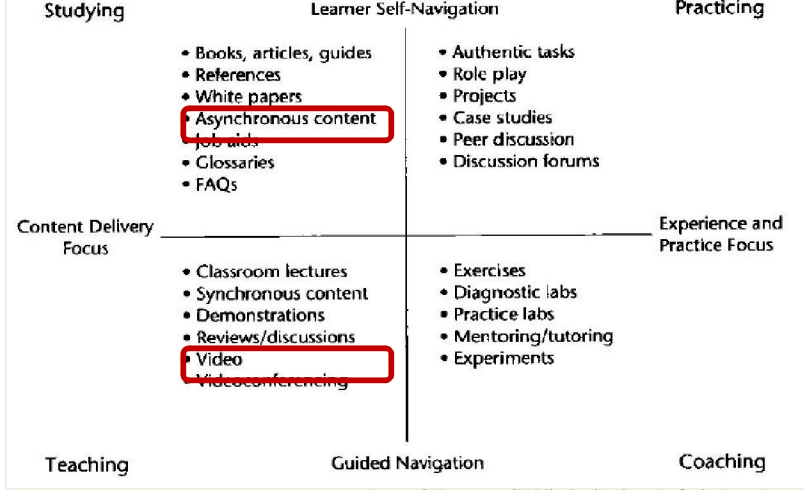 Studying
Learner Self-Navigation
Practicing
• Books, articles, guides
• References
• White papers
• Asynchronous content
• Job aids
• Glossaries
• FAQs
• Authentic tasks
• Role play
• Projects
• Case studies
• Peer discussion
• Discussion forums
Content Delivery
Focus
Experience and
Practice Focus
• Classroom lectures
• Synchronous content
• Demonstrations
• Reviews/discussions
• Video
• Videoconferencing
• Exercises
• Diagnostic labs
• Practice labs
• Mentoring/tutoring
• Experiments
Teaching
Guided Navigation
Coaching